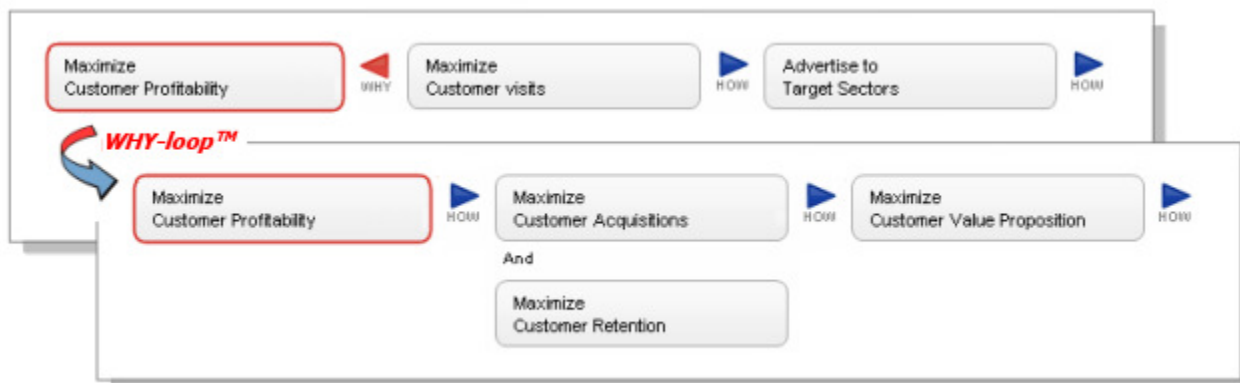 Maximize
Customer Profitability
WHY
Maximize
Customer visits
HOW
Advertise to
Target Sectors
HOW
WHY-loop™
Maximize
Customer Profitability
HOW
Maximize
Customer Acquisitions
HOW
Maximize
Customer Value Proposition
HOW
And
Maximize
Customer Retention